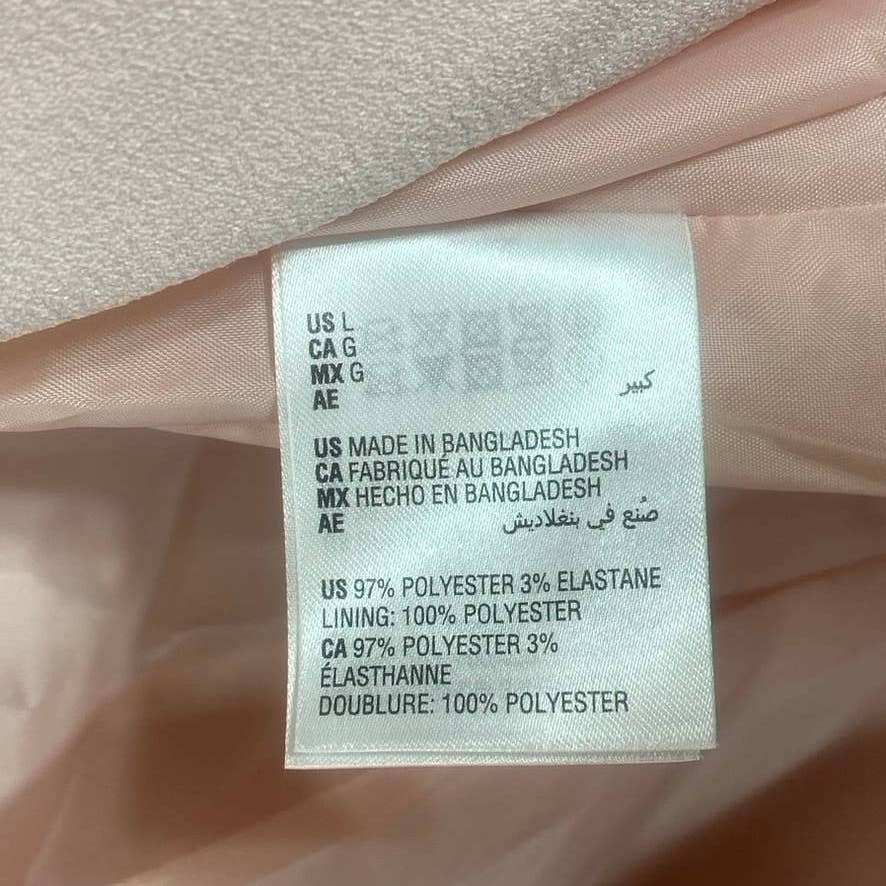 US L
CA G
MX G
AE كبير
US MADE IN BANGLADESH
CA FABRIQUÉ AU BANGLADESH
MX HECHO EN BANGLADESH
AE صُنع في بنغلاديش
US 97% POLYESTER 3% ELASTANE
LINING: 100% POLYESTER
CA 97% POLYESTER 3%
ÉLASTHANNE
DOUBLURE: 100% POLYESTER